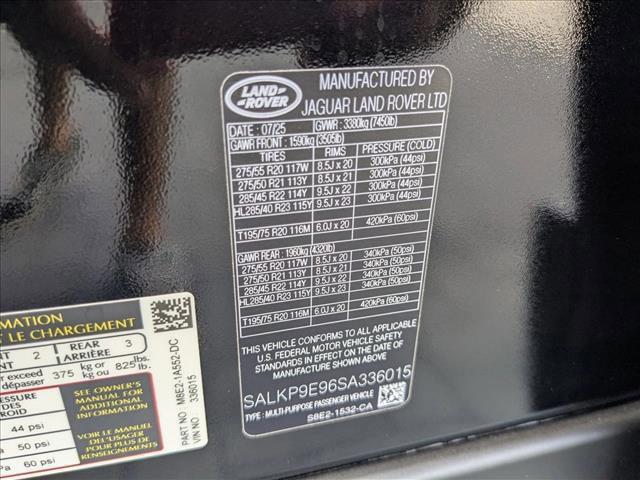 LAND
ROVER
MANUFACTURED BY
JAGUAR LAND ROVER LTD
DATE : 07/25 GVWR : 3380kg (7450lb)
GAWR FRONT : 1590kg (3505lb)
TIRES RIMS PRESSURE (COLD)
275/55 R20 117W 8.5J x 20 300kPa (44psi)
275/50 R21 113Y 8.5J x 21 300kPa (44psi)
285/45 R22 114Y 9.5J x 22 300kPa (44psi)
HL285/40 R23 115Y 9.5J x 23 300kPa (44psi)
T195/75 R20 116M 6.0J x 20 420kPa (60psi)
GAWR REAR : 1960kg (4320lb)
275/55 R20 117W 8.5J x 20 340kPa (50psi)
275/50 R21 113Y 8.5J x 21 340kPa (50psi)
285/45 R22 114Y 9.5J x 22 340kPa (50psi)
HL285/40 R23 115Y 9.5J x 23 340kPa (50psi)
T195/75 R20 116M 6.0J x 20 420kPa (60psi)
THIS VEHICLE CONFORMS TO ALL APPLICABLE
U.S. FEDERAL MOTOR VEHICLE SAFETY
STANDARDS IN EFFECT ON THE DATE OF
MANUFACTURE SHOWN ABOVE
SALKP9E96SA336015
TYPE : MULTI-PURPOSE PASSENGER VEHICLE
S8E2-1532-CA
RMATION
T LE CHARGEMENT
NT 2 REAR 3
NT ARRIÈRE
er exceed 375 kg or 825 lbs.
kg ou lb.
PRESSURE
SEE OWNER'S
MANUAL FOR
ADDITIONAL
INFORMATION
44 psi
50 psi
60 psi
VOIR LE MANUEL
DE L'USAGER
POUR PLUS DE
RENSEIGNEMENTS
PART No: M8E2-1A552-DC
VIN NO: 336015